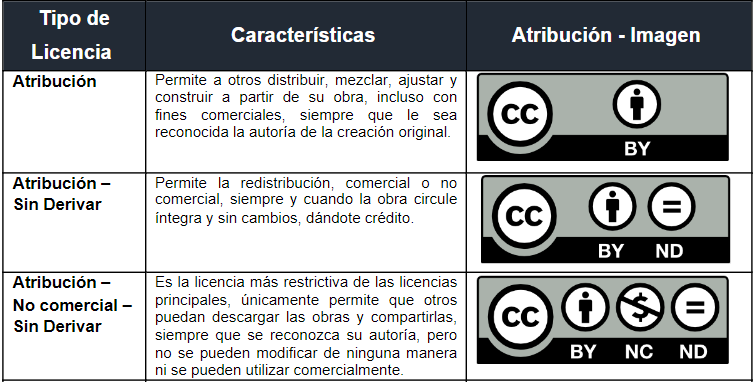 Tipo de
Licencia
Características
Atribución - Imagen
Atribución
Permite a otros distribuir, mezclar, ajustar y
construir a partir de su obra, incluso con
fines comerciales, siempre que le sea
reconocida la autoría de la creación original.
CC
BY
Atribución –
Sin Derivar
Permite la redistribución, comercial o no
comercial, siempre y cuando la obra circule
íntegra y sin cambios, dándote crédito.
CC
=
BY ND
Atribución –
No comercial –
Sin Derivar
Es la licencia más restrictiva de las licencias
principales, únicamente permite que otros
puedan descargar las obras y compartirlas,
siempre que se reconozca su autoría, pero
no se pueden modificar de ninguna manera
ni se pueden utilizar comercialmente.
CC
$ =
BY NC ND